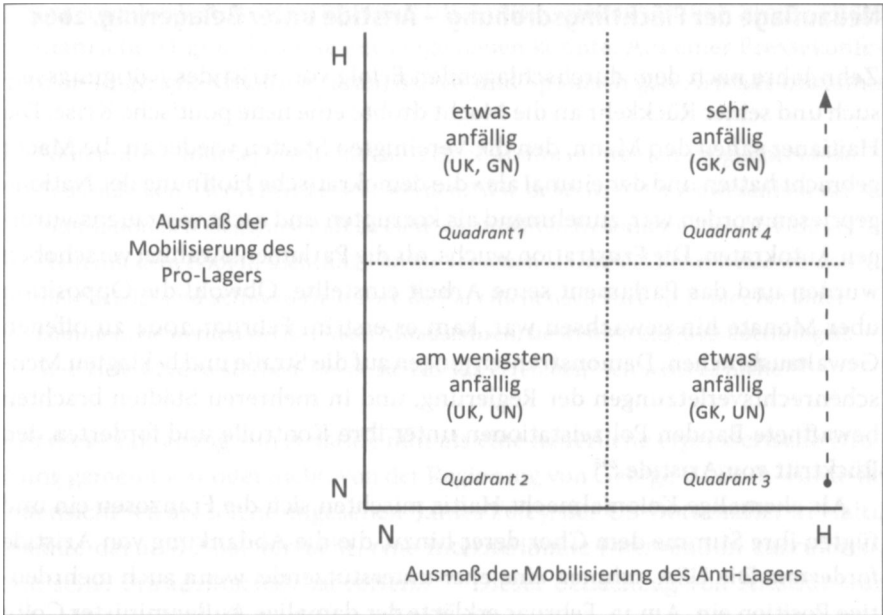 H
etwas
anfällig
(UK, GN)
Quadrant 1
sehr
anfällig
(GK, GN)
Quadrant 4
Ausmaß der
Mobilisierung des
Pro-Lagers
am wenigsten
anfällig
(UK, UN)
Quadrant 2
etwas
anfällig
(GK, UN)
Quadrant 3
N
N
H
Ausmaß der Mobilisierung des Anti-Lagers